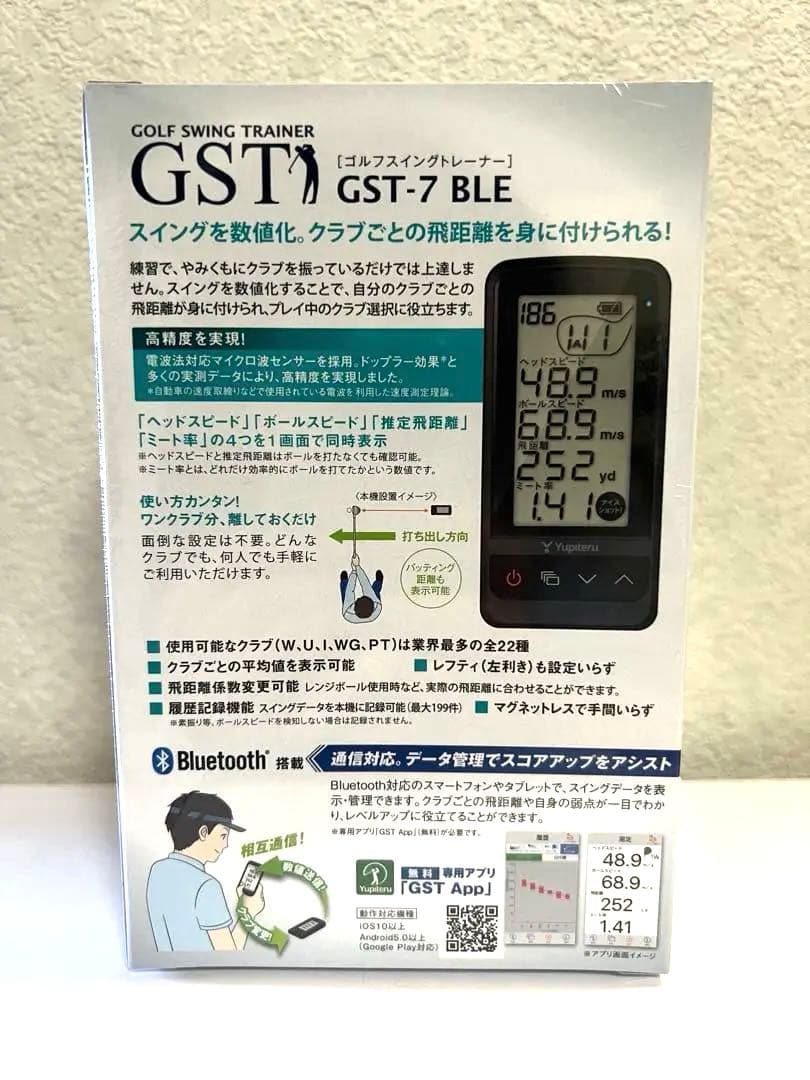 GOLF SWING TRAINER
GST
[ゴルフスイングトレーナー]
GST-7 BLE
スイングを数値化。クラブごとの飛距離を身に付けられる!
練習で、やみくもにクラブを振っているだけでは上達しま
せん。スイングを数値化することで、自分のクラブごとの
飛距離が身に付けられ、プレイ中のクラブ選択に役立ちます。
高精度を実現!
電波法対応マイクロ波センサーを採用。ドップラー効果*と
多くの実測データにより、高精度を実現しました。
*自動車の速度取締りなどで使用されている電波を利用した速度測定理論。
「ヘッドスピード」「ボールスピード」「推定飛距離」
「ミート率」の4つを1画面で同時表示
※ヘッドスピードと推定飛距離はボールを打たなくても確認可能。
※ミート率とは、どれだけ効率的にボールを打てたかという数値です。
186
1W
ヘッドスピード
48.9 m/s
ボールスピード
68.9 m/s
飛距離
252 yd
ミート率
1.41
ナイスショット!
Yupiteru
使い方カンタン!
ワンクラブ分、離しておくだけ
面倒な設定は不要。どんな
クラブでも、何人でも手軽に
ご利用いただけます。
〈本機設置イメージ〉
打ち出し方向
パッティング
距離も
表示可能
■ 使用可能なクラブ(W、U、I、WG、PT)は業界最多の全22種
■ クラブごとの平均値を表示可能 ■ レフティ(左利き)も設定いらず
■ 飛距離係数変更可能 レンジボール使用時など、実際の飛距離に合わせることができます。
■ 履歴記録機能 スイングデータを本機に記録可能(最大199件) ■ マグネットレスで手間いらず
※素振り等、ボールスピードを検知しない場合は記録されません。
Bluetooth® 搭載 通信対応。データ管理でスコアアップをアシスト
Bluetooth対応のスマートフォンやタブレットで、スイングデータを表
示・管理できます。クラブごとの飛距離や自身の弱点が一目でわか
り、レベルアップに役立てることができます。
※専用アプリ「GST App」(無料)が必要です。
相互通信!
数値送信!
クラブ変更!
Yupiteru
無料 専用アプリ
「GST App」
動作対応機種
iOS10以上
Android5.0以上
(Google Play対応)
履歴
測定
ヘッドスピード
48.9
ボールスピード
68.9
252
1.41
※アプリ画面イメージ